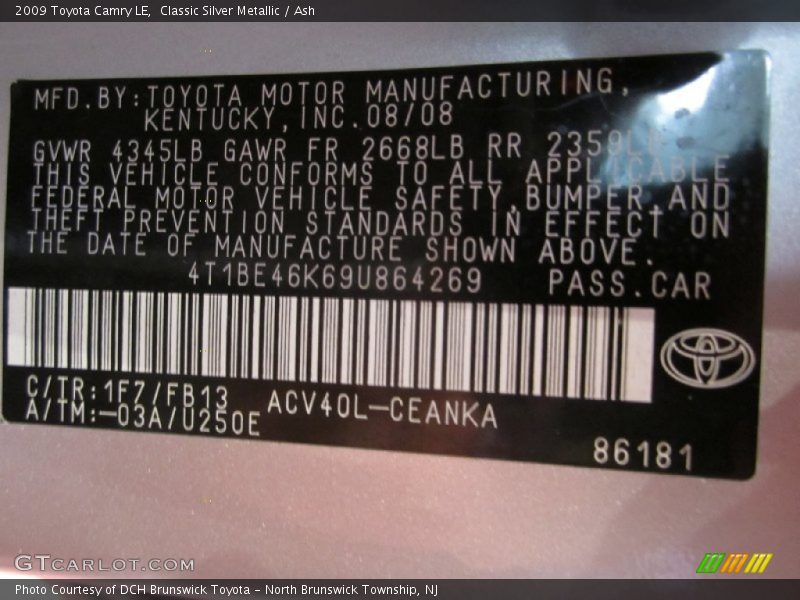 2009 Toyota Camry LE,  Classic Silver Metallic / Ash
MFD.BY:TOYOTA MOTOR MANUFACTURING,
KENTUCKY,INC.08/08
GVWR 4345LB GAWR FR 2668LB RR 2359LB
THIS VEHICLE CONFORMS TO ALL APPLICABLE
FEDERAL MOTOR VEHICLE SAFETY,BUMPER,AND
THEFT PREVENTION STANDARDS IN EFFECT ON
THE DATE OF MANUFACTURE SHOWN ABOVE.
4T1BE46K69U864269 PASS.CAR
C/TR:1F7/FB13 ACV40L-CEANKA
A/TM:-03A/U250E
86181
GTCARLOT.COM
Photo Courtesy of DCH Brunswick Toyota - North Brunswick Township, NJ